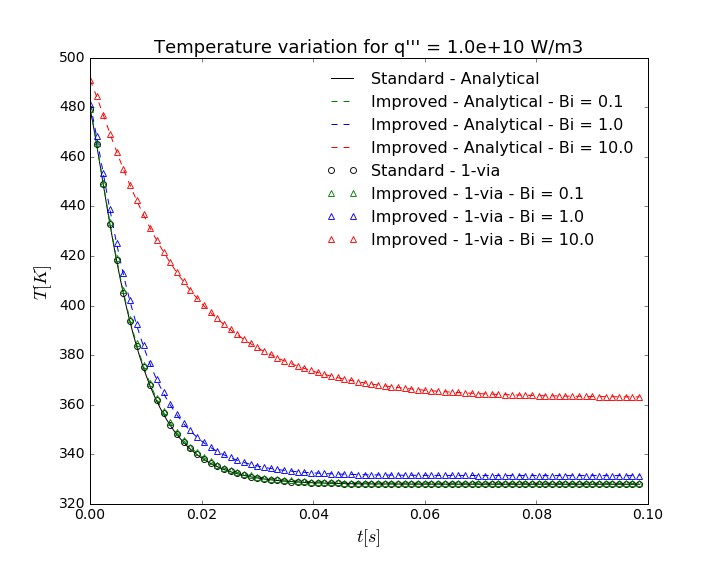 Temperature variation for q''' = 1.0e+10 W/m3
500
480
460
440
420
400
380
360
340
320
T[K]
Standard - Analytical
Improved - Analytical - Bi = 0.1
Improved - Analytical - Bi = 1.0
Improved - Analytical - Bi = 10.0
Standard - 1-via
Improved - 1-via - Bi = 0.1
Improved - 1-via - Bi = 1.0
Improved - 1-via - Bi = 10.0
0.00 0.02 0.04 0.06 0.08 0.10
t[s]